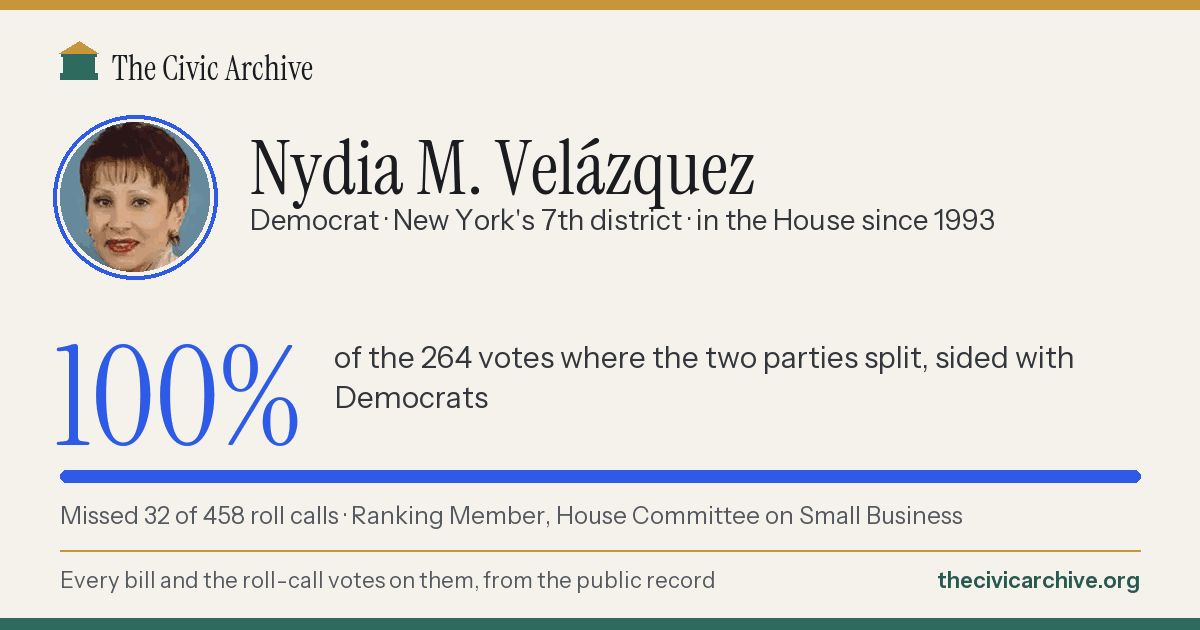 The Civic Archive
Nydia M. Velázquez
Democrat · New York's 7th district · in the House since 1993
100%
of the 264 votes where the two parties split, sided with
Democrats
Missed 32 of 458 roll calls · Ranking Member, House Committee on Small Business
Every bill and the roll-call votes on them, from the public record
thecivicarchive.org